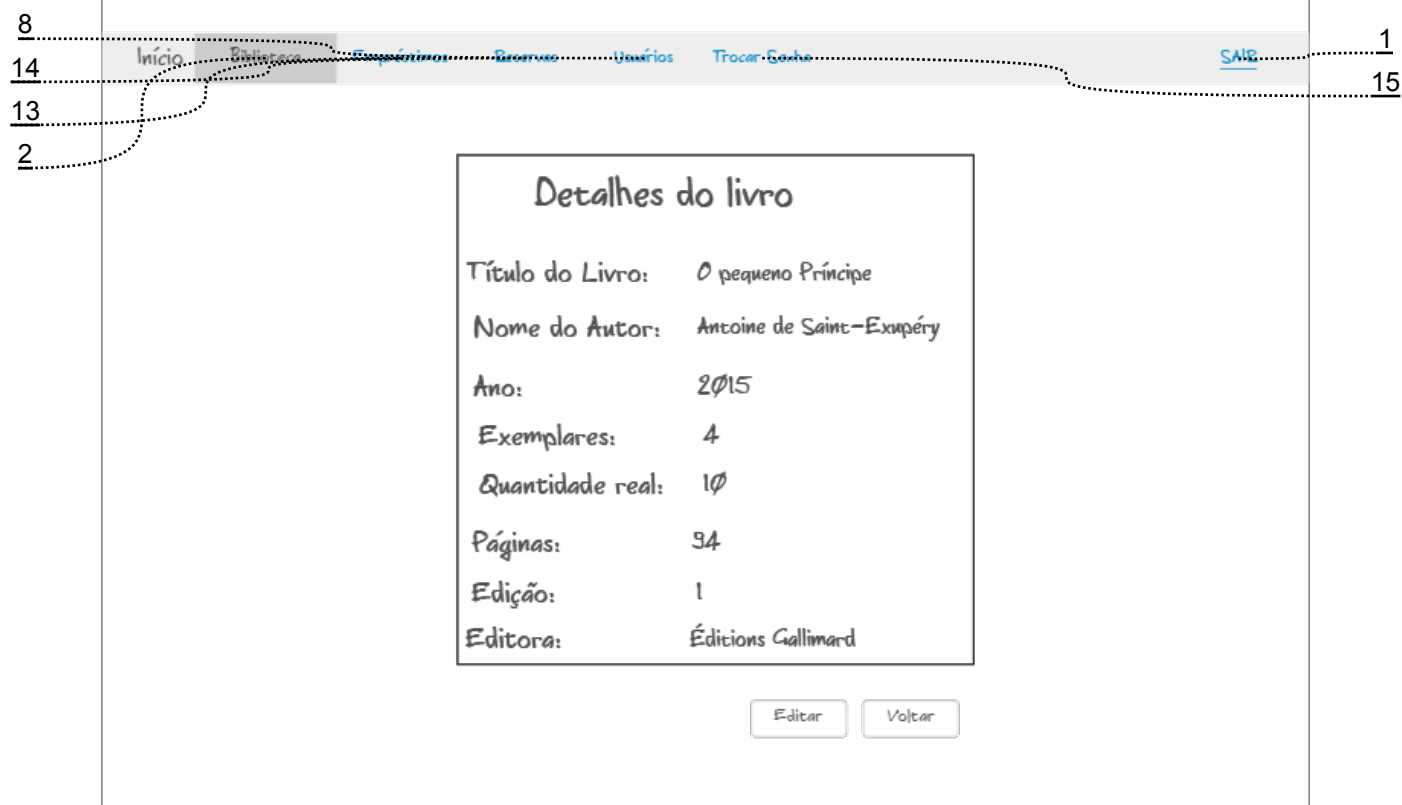 8
1
14
15
13
2
Início Biblioteca Empréstimos Reservas Usuários Trocar Senha SAIR
Detalhes do livro
Título do Livro: O pequeno Príncipe
Nome do Autor: Antoine de Saint-Exupéry
Ano: 2015
Exemplares: 4
Quantidade real: 10
Páginas: 94
Edição: 1
Editora: Éditions Gallimard
Editar Voltar